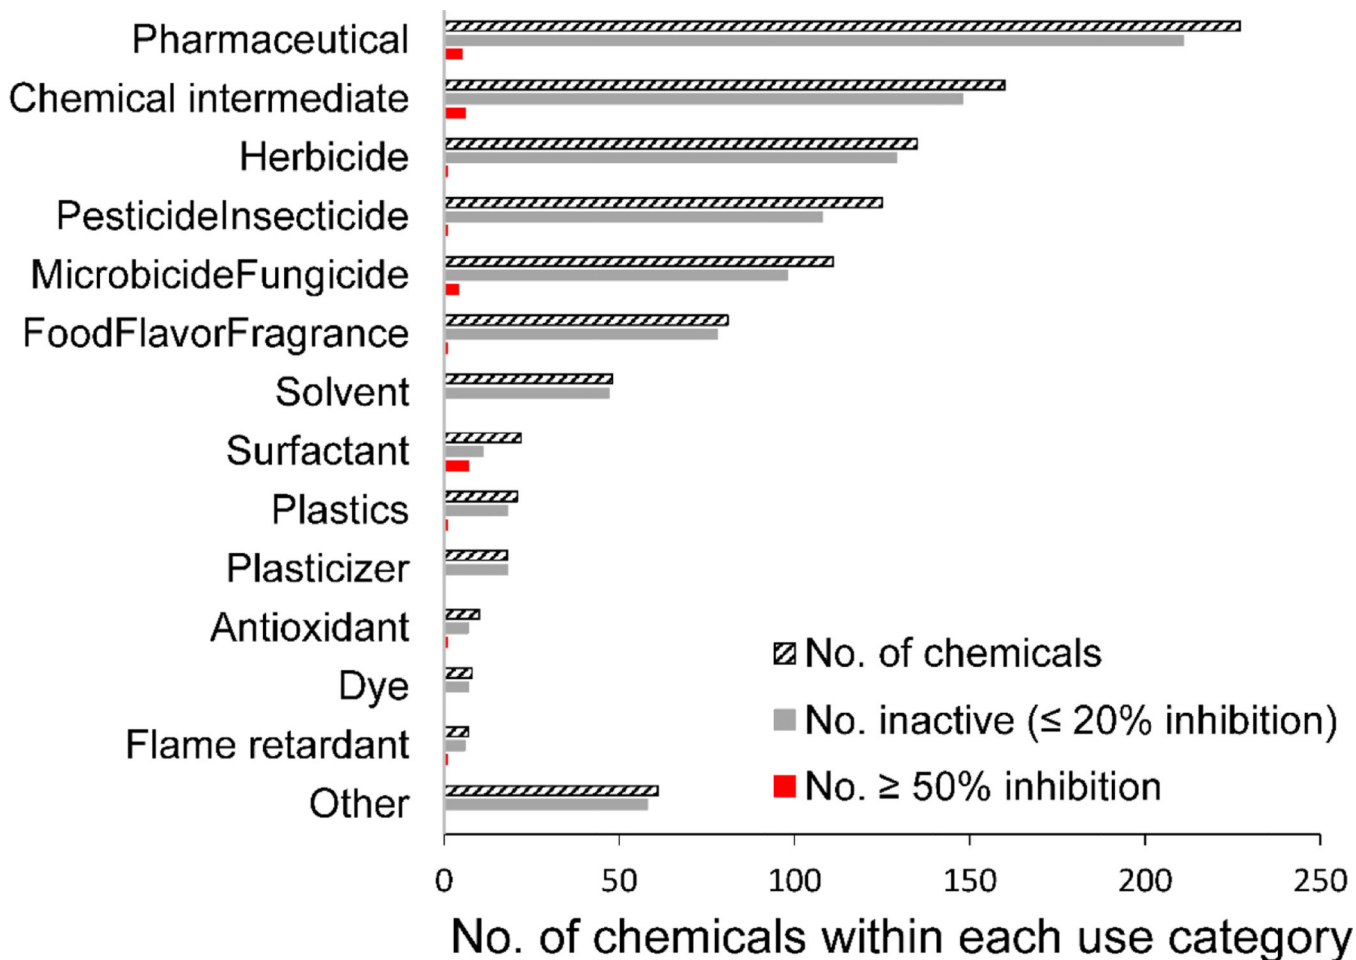 Pharmaceutical
Chemical intermediate
Herbicide
PesticideInsecticide
MicrobicideFungicide
FoodFlavorFragrance
Solvent
Surfactant
Plastics
Plasticizer
Antioxidant
Dye
Flame retardant
Other
No. of chemicals
No. inactive (≤ 20% inhibition)
No. ≥ 50% inhibition
0 50 100 150 200 250
No. of chemicals within each use category